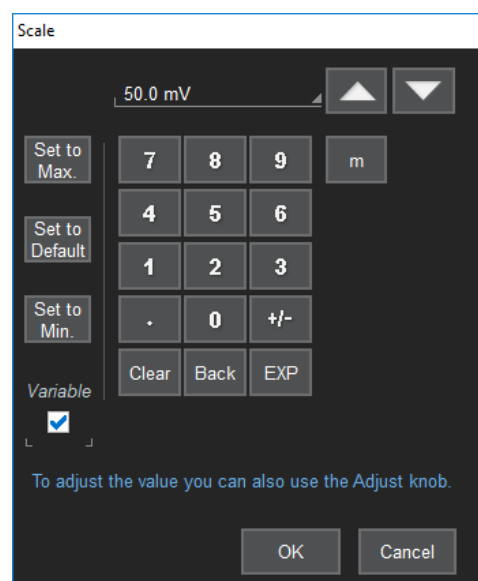 Scale
50.0 mV
Set to
Max.
7 8 9 m
Set to
Default
4 5 6
1 2 3
Set to
Min.
. 0 +/-
Clear Back EXP
Variable
To adjust the value you can also use the Adjust knob.
OK Cancel